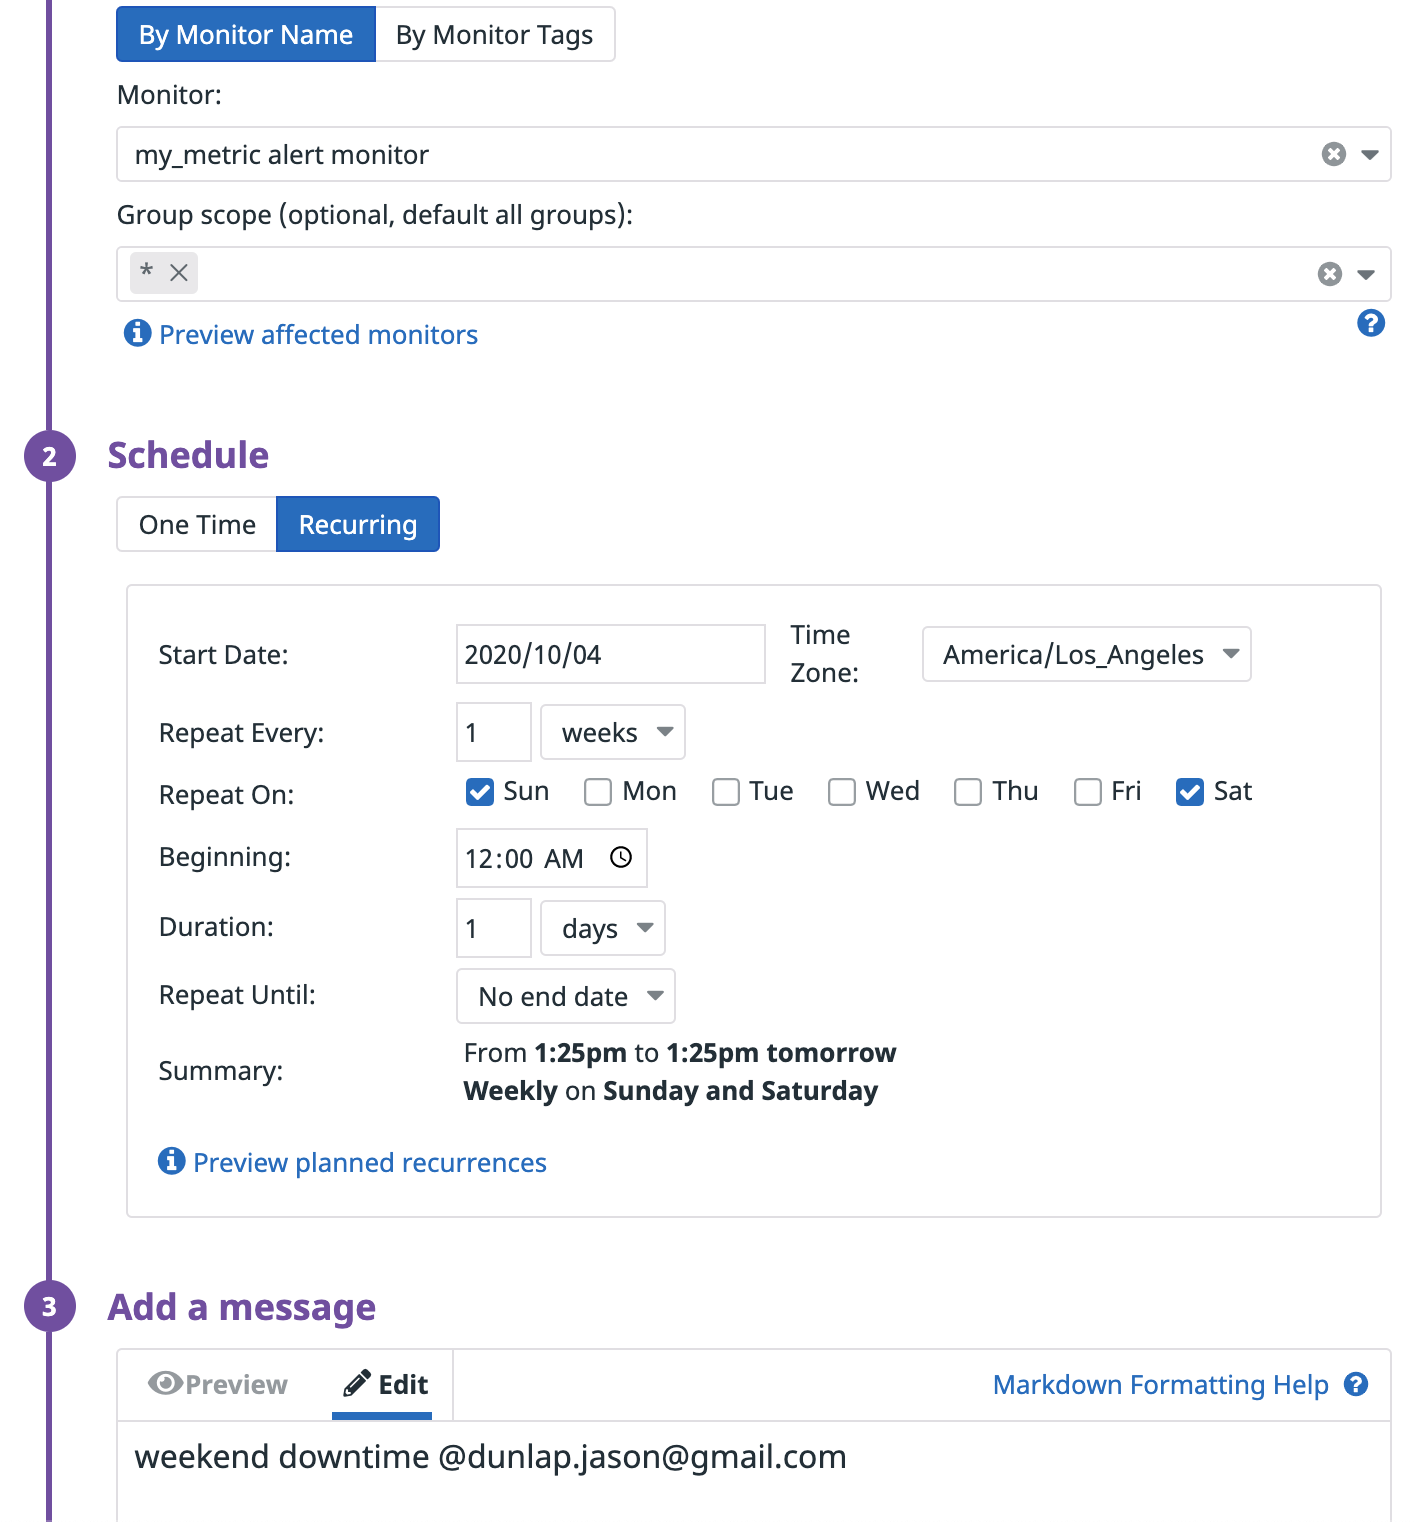 By Monitor Name By Monitor Tags
Monitor:
my_metric alert monitor
Group scope (optional, default all groups):
*
Preview affected monitors
2 Schedule
One Time Recurring
Start Date: 2020/10/04 Time Zone: America/Los_Angeles
Repeat Every: 1 weeks
Repeat On: Sun Mon Tue Wed Thu Fri Sat
Beginning: 12:00 AM
Duration: 1 days
Repeat Until: No end date
Summary: From 1:25pm to 1:25pm tomorrow
Weekly on Sunday and Saturday
Preview planned recurrences
3 Add a message
Preview Edit Markdown Formatting Help
weekend downtime @dunlap.jason@gmail.com